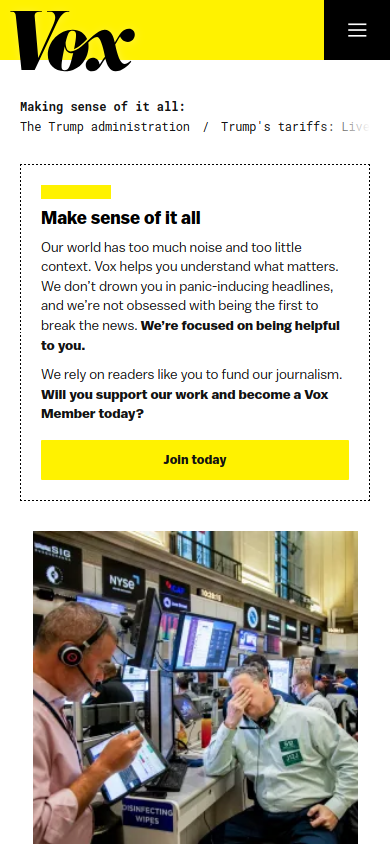 Vox
Making sense of it all:
The Trump administration / Trump's tariffs: Live
Make sense of it all
Our world has too much noise and too little
context. Vox helps you understand what matters.
We don't drown you in panic-inducing headlines,
and we're not obsessed with being the first to
break the news. We're focused on being helpful
to you.
We rely on readers like you to fund our journalism.
Will you support our work and become a Vox
Member today?
Join today
SIG
NYSE
DISINFECTING
WIPES